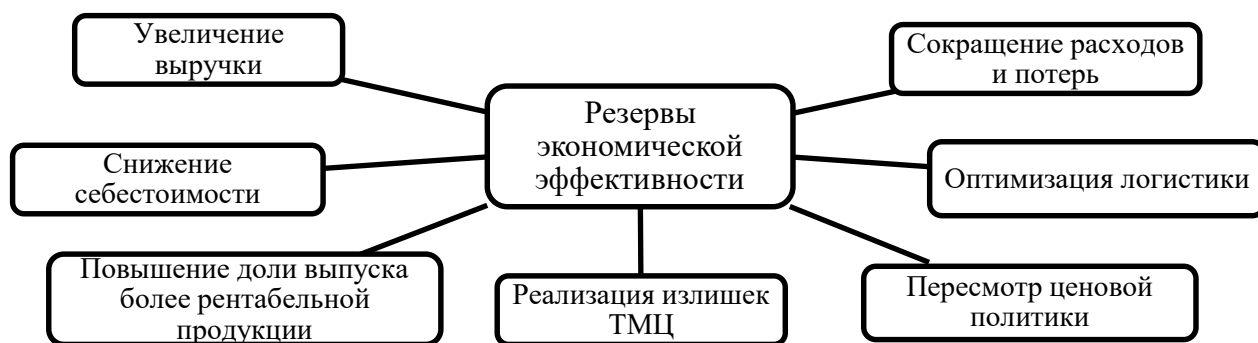 Увеличение
выручки
Сокращение расходов
и потерь
Резервы
экономической
эффективности
Снижение
себестоимости
Оптимизация логистики
Повышение доли выпуска
более рентабельной
продукции
Реализация излишек
ТМЦ
Пересмотр ценовой
политики